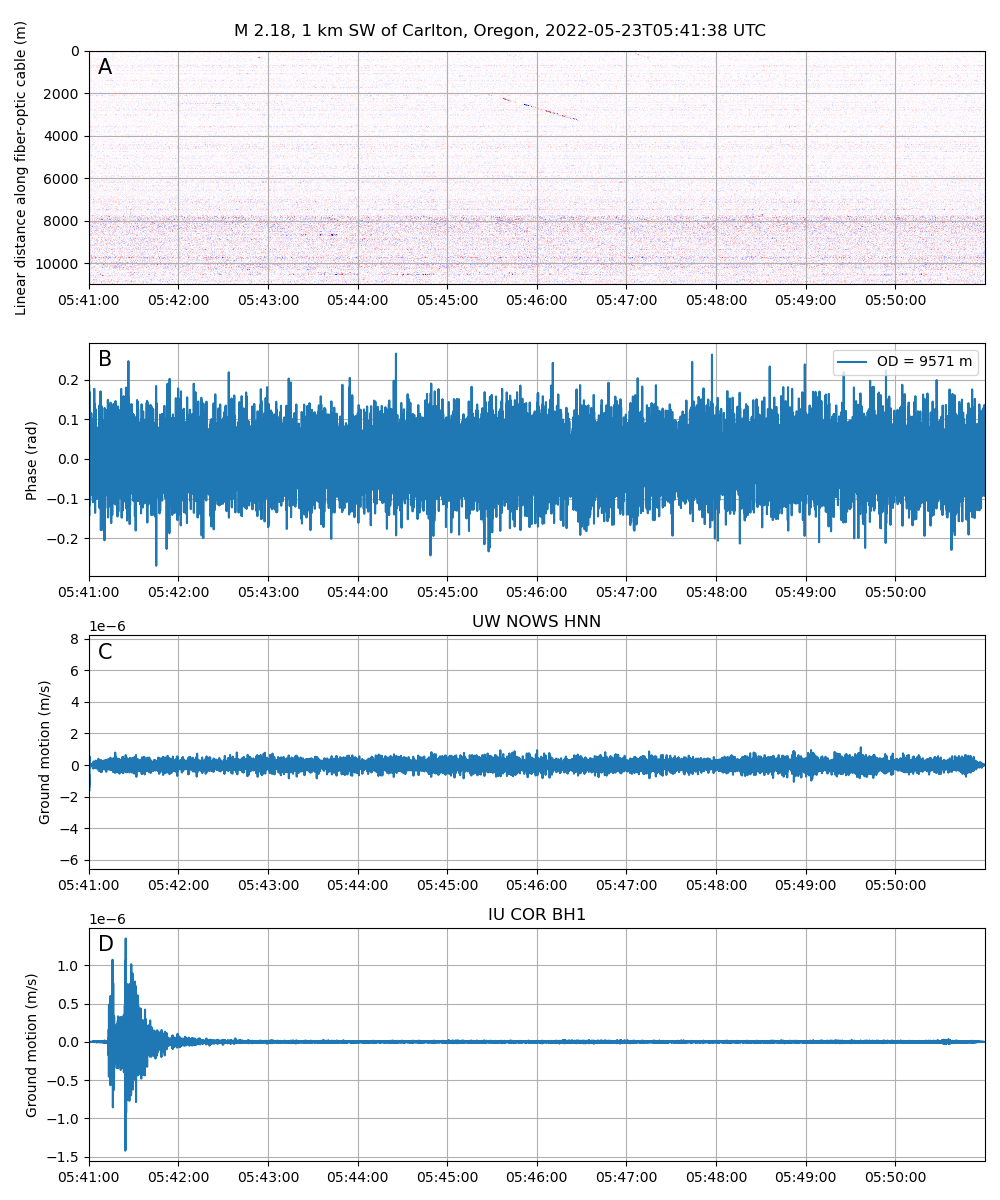 M 2.18, 1 km SW of Carlton, Oregon, 2022-05-23T05:41:38 UTC
Linear distance along fiber-optic cable (m)
A
0
2000
4000
6000
8000
10000
05:41:00 05:42:00 05:43:00 05:44:00 05:45:00 05:46:00 05:47:00 05:48:00 05:49:00 05:50:00
Phase (rad)
B
OD = 9571 m
0.2
0.1
0.0
−0.1
−0.2
05:41:00 05:42:00 05:43:00 05:44:00 05:45:00 05:46:00 05:47:00 05:48:00 05:49:00 05:50:00
UW NOWS HNN
1e−6
Ground motion (m/s)
C
8
6
4
2
0
−2
−4
−6
05:41:00 05:42:00 05:43:00 05:44:00 05:45:00 05:46:00 05:47:00 05:48:00 05:49:00 05:50:00
IU COR BH1
1e−6
Ground motion (m/s)
D
1.0
0.5
0.0
−0.5
−1.0
−1.5
05:41:00 05:42:00 05:43:00 05:44:00 05:45:00 05:46:00 05:47:00 05:48:00 05:49:00 05:50:00